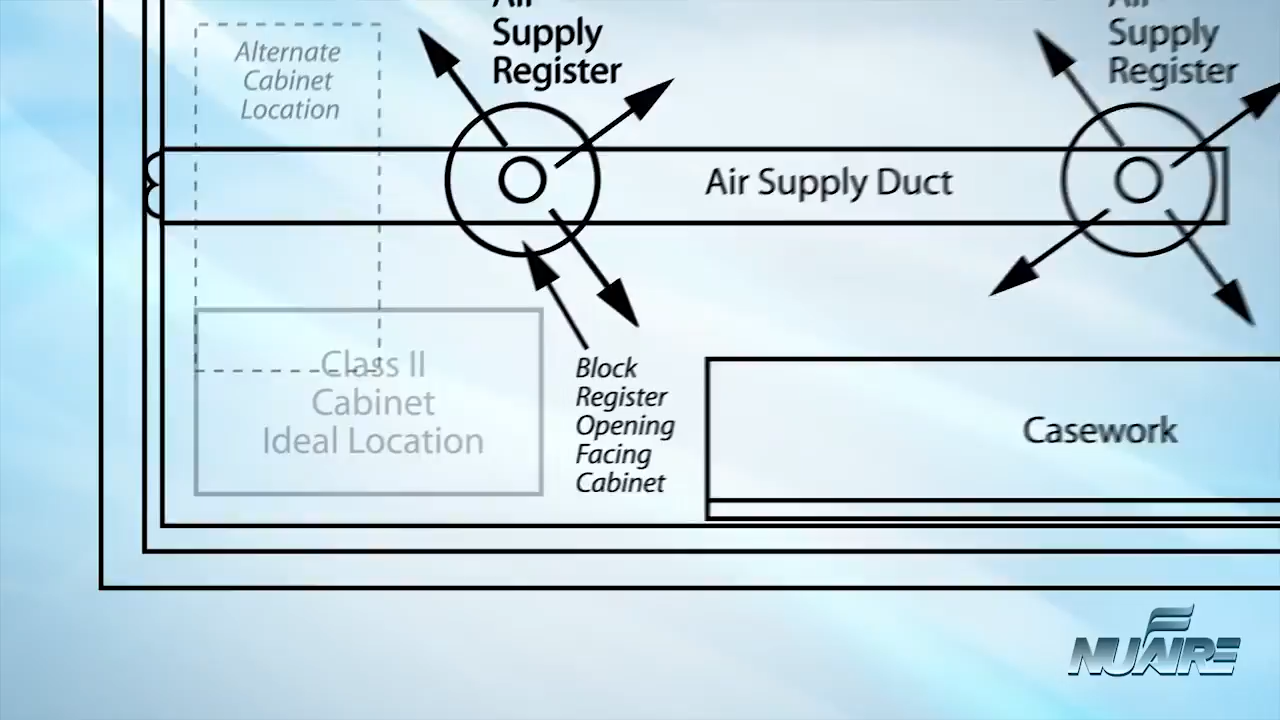 Alternate
Cabinet
Location
Air
Supply
Register
Air
Supply
Register
Air Supply Duct
Class II
Cabinet
Ideal Location
Block
Register
Opening
Facing
Cabinet
Casework
NUAIRE